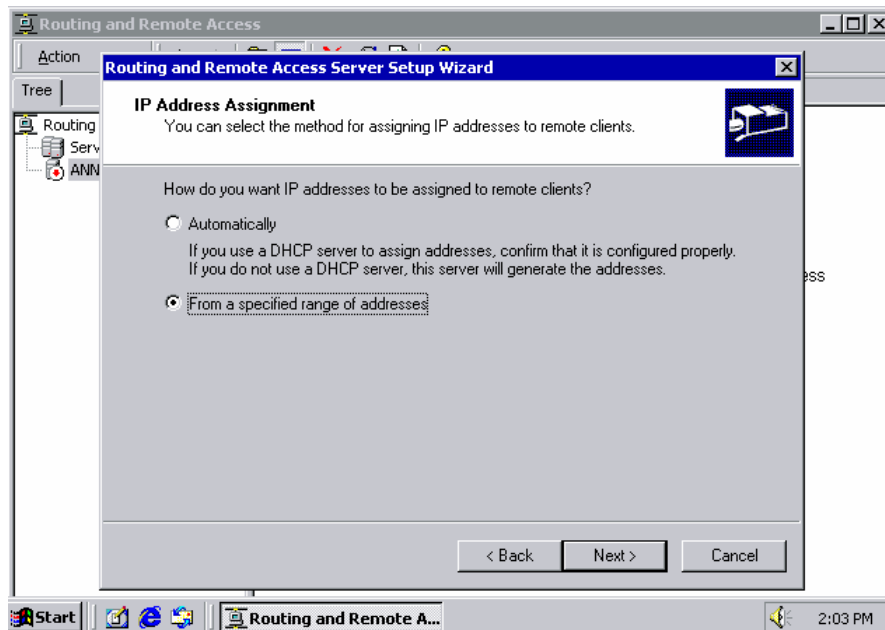 Routing and Remote Access
Action
Routing and Remote Access Server Setup Wizard
Tree
IP Address Assignment
You can select the method for assigning IP addresses to remote clients.
Routing
Serv
ANN
How do you want IP addresses to be assigned to remote clients?
Automatically
If you use a DHCP server to assign addresses, confirm that it is configured properly.
If you do not use a DHCP server, this server will generate the addresses.
ess
From a specified range of addresses
< Back
Next >
Cancel
Start
Routing and Remote A...
2:03 PM